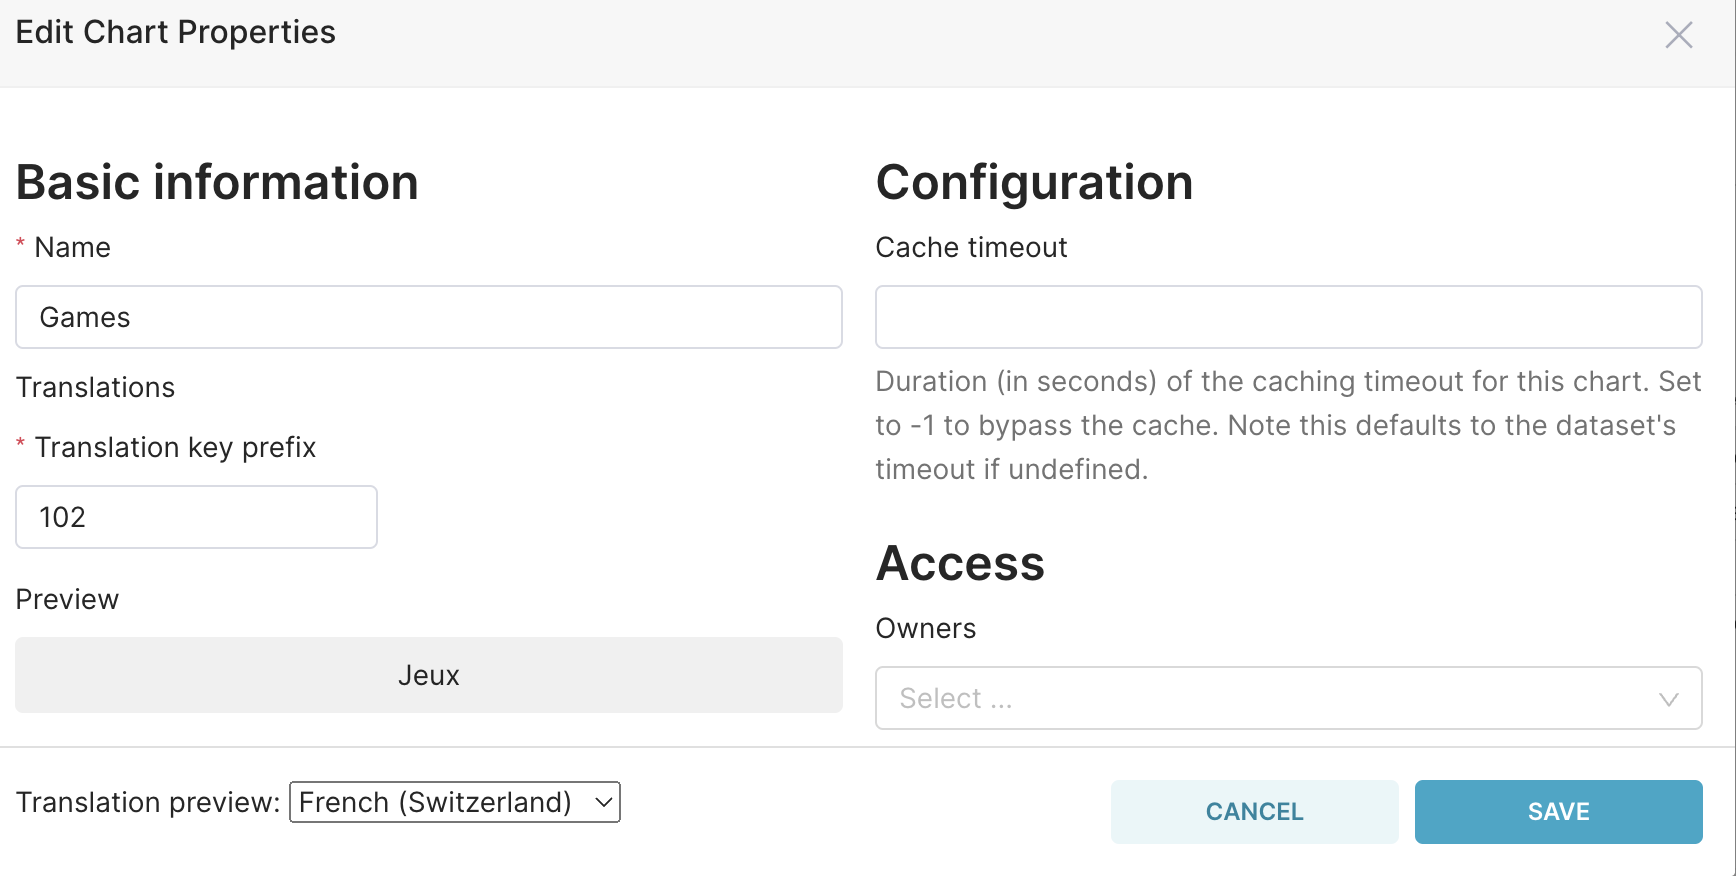 Edit Chart Properties
Basic information
* Name
Games
Translations
* Translation key prefix
102
Preview
Jeux
Configuration
Cache timeout
Duration (in seconds) of the caching timeout for this chart. Set
to -1 to bypass the cache. Note this defaults to the dataset's
timeout if undefined.
Access
Owners
Select ...
Translation preview: French (Switzerland)
CANCEL
SAVE